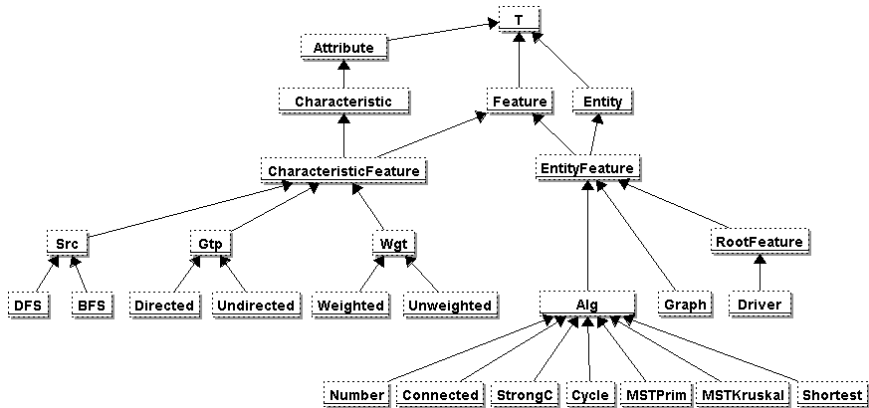 T
Attribute
Characteristic
Feature
Entity
CharacteristicFeature
EntityFeature
Src
Gtp
Wgt
RootFeature
DFS
BFS
Directed
Undirected
Weighted
Unweighted
Alg
Graph
Driver
Number
Connected
StrongC
Cycle
MSTPrim
MSTKruskal
Shortest